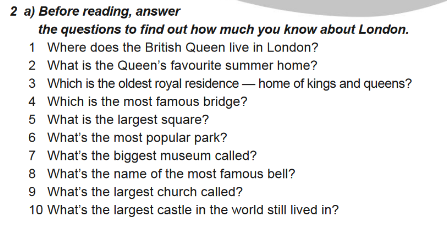 2 a) Before reading, answer
the questions to find out how much you know about London.
1 Where does the British Queen live in London?
2 What is the Queen's favourite summer home?
3 Which is the oldest royal residence — home of kings and queens?
4 Which is the most famous bridge?
5 What is the largest square?
6 What's the most popular park?
7 What's the biggest museum called?
8 What's the name of the most famous bell?
9 What's the largest church called?
10 What's the largest castle in the world still lived in?